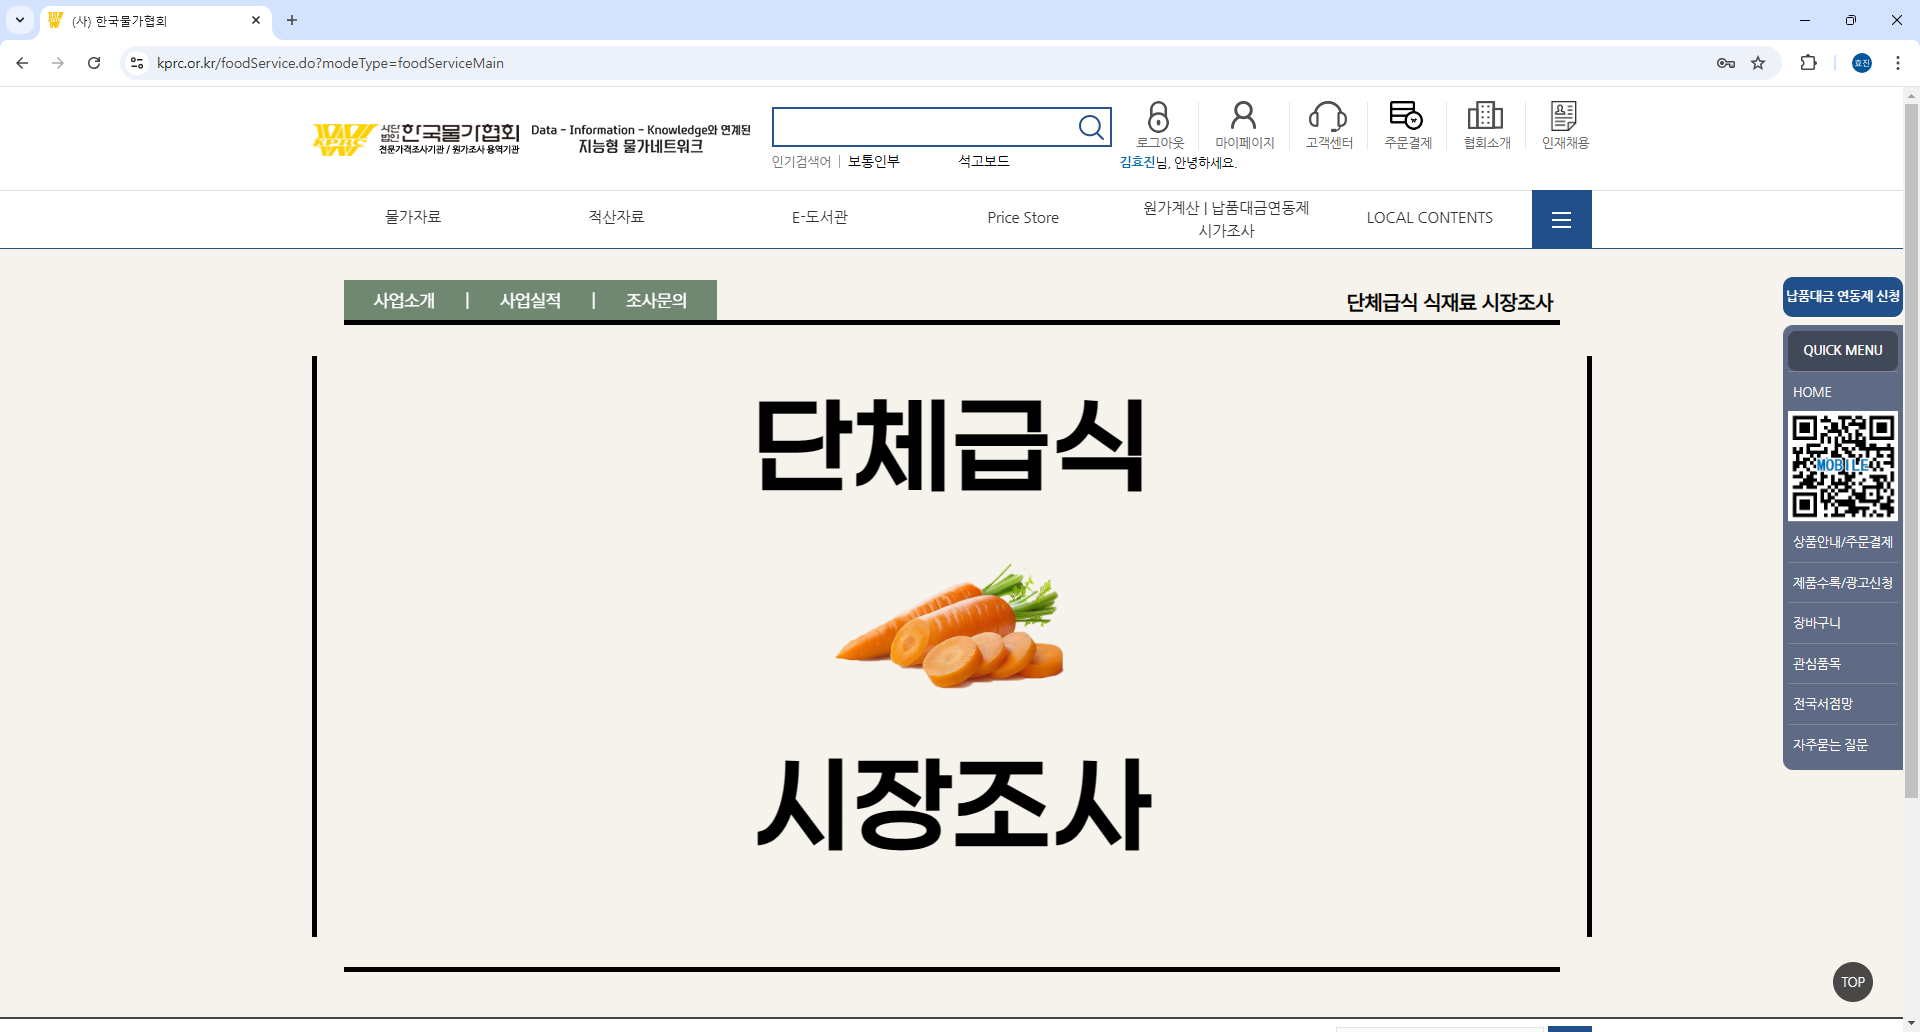 (사) 한국물가협회
kprc.or.kr/foodService.do?modeType=foodServiceMain
효진
사단법인 한국물가협회
전문가격조사기관 / 원가조사 용역기관
Data - Information - Knowledge와 연계된
지능형 물가네트워크
인기검색어 | 보통인부 석고보드
로그아웃 마이페이지 고객센터 주문결제 협회소개 인재채용
김효진님, 안녕하세요.
물가자료 적산자료 E-도서관 Price Store 원가계산 | 납품대금연동제 시가조사 LOCAL CONTENTS
사업소개 | 사업실적 | 조사문의
단체급식 식재료 시장조사
단체급식
시장조사
납품대금 연동제 신청
QUICK MENU
HOME
MOBILE
상품안내/주문결제
제품수록/광고신청
장바구니
관심품목
전국서점망
자주묻는 질문
TOP